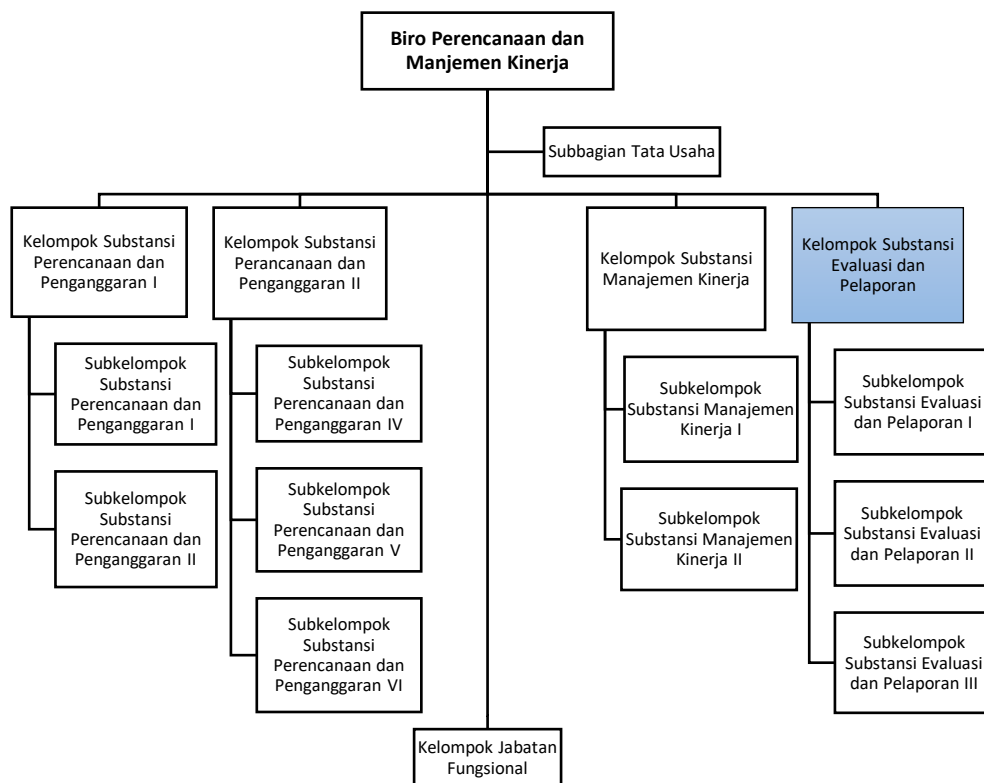 Biro Perencanaan dan
Manjemen Kinerja
Subbagian Tata Usaha
Kelompok Substansi
Perencanaan dan
Penganggaran I
Kelompok Substansi
Perancanaan dan
Penganggaran II
Kelompok Substansi
Manajemen Kinerja
Kelompok Substansi
Evaluasi dan
Pelaporan
Subkelompok
Substansi
Perencanaan dan
Penganggaran I
Subkelompok
Substansi
Perencanaan dan
Penganggaran IV
Subkelompok
Substansi Manajemen
Kinerja I
Subkelompok
Substansi Evaluasi
dan Pelaporan I
Subkelompok
Substansi
Perencanaan dan
Penganggaran II
Subkelompok
Substansi
Perencanaan dan
Penganggaran V
Subkelompok
Substansi Manajemen
Kinerja II
Subkelompok
Substansi Evaluasi
dan Pelaporan II
Subkelompok
Substansi
Perencanaan dan
Penganggaran VI
Subkelompok
Substansi Evaluasi
dan Pelaporan III
Kelompok Jabatan
Fungsional